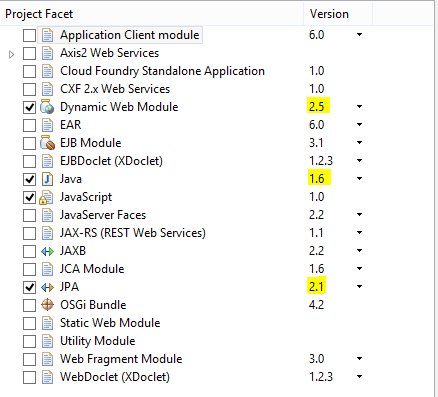 Project Facet Version
Application Client module 6.0
Axis2 Web Services
Cloud Foundry Standalone Application 1.0
CXF 2.x Web Services 1.0
Dynamic Web Module 2.5
EAR 6.0
EJB Module 3.1
EJBDoclet (XDoclet) 1.2.3
Java 1.6
JavaScript 1.0
JavaServer Faces 2.2
JAX-RS (REST Web Services) 1.1
JAXB 2.2
JCA Module 1.6
JPA 2.1
OSGi Bundle 4.2
Static Web Module
Utility Module
Web Fragment Module 3.0
WebDoclet (XDoclet) 1.2.3